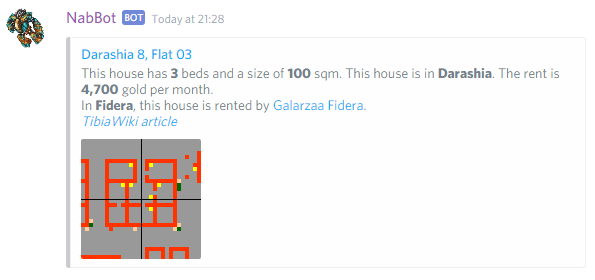 NabBot BOT Today at 21:28
Darashia 8, Flat 03
This house has 3 beds and a size of 100 sqm. This house is in Darashia. The rent is
4,700 gold per month.
In Fidera, this house is rented by Galarzaa Fidera.
TibiaWiki article